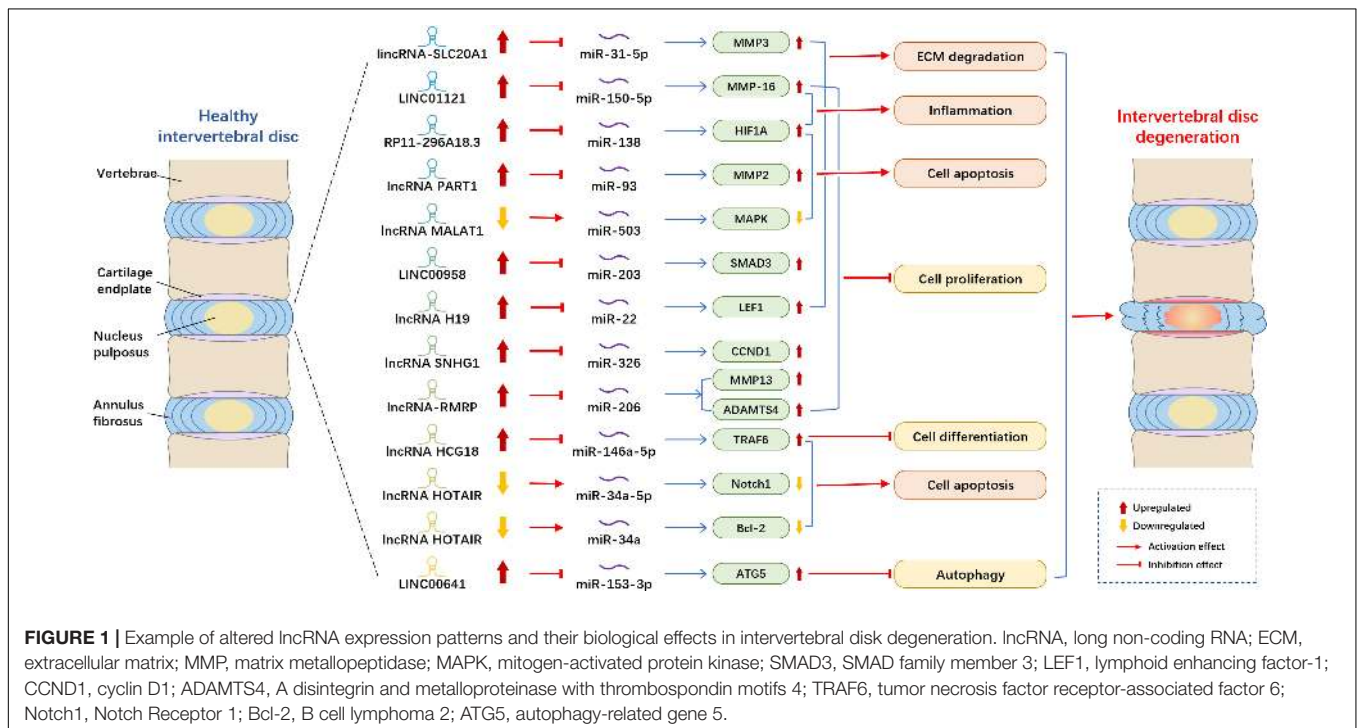 Healthy
intervertebral disc
Vertebrae
Cartilage
endplate
Nucleus
pulposus
Annulus
fibrosus
lincRNA-SLC20A1 miR-31-5p MMP3
LINC01121 miR-150-5p MMP-16
RP11-296A18.3 miR-138 HIF1A
lncRNA PART1 miR-93 MMP2
lncRNA MALAT1 miR-503 MAPK
LINC00958 miR-203 SMAD3
lncRNA H19 miR-22 LEF1
lncRNA SNHG1 miR-326 CCND1
MMP13
lncRNA-RMRP miR-206 ADAMTS4
lncRNA HCG18 miR-146a-5p TRAF6
lncRNA HOTAIR miR-34a-5p Notch1
lncRNA HOTAIR miR-34a Bcl-2
LINC00641 miR-153-3p ATG5
ECM degradation
Inflammation
Cell apoptosis
Cell proliferation
Cell differentiation
Cell apoptosis
Autophagy
Intervertebral disc
degeneration
Upregulated
Downregulated
Activation effect
Inhibition effect
FIGURE 1 | Example of altered lncRNA expression patterns and their biological effects in intervertebral disk degeneration. lncRNA, long non-coding RNA; ECM,
extracellular matrix; MMP, matrix metallopeptidase; MAPK, mitogen-activated protein kinase; SMAD3, SMAD family member 3; LEF1, lymphoid enhancing factor-1;
CCND1, cyclin D1; ADAMTS4, A disintegrin and metalloproteinase with thrombospondin motifs 4; TRAF6, tumor necrosis factor receptor-associated factor 6;
Notch1, Notch Receptor 1; Bcl-2, B cell lymphoma 2; ATG5, autophagy-related gene 5.